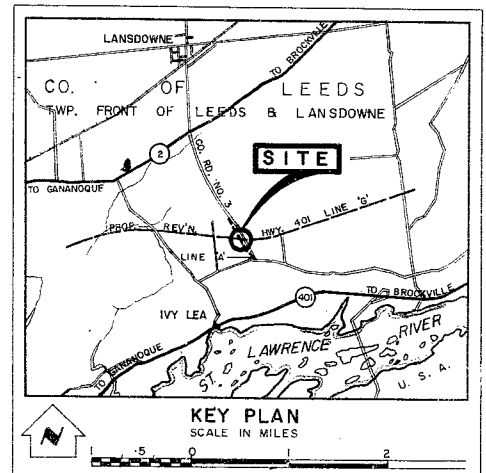 LANSDOWNE
TO BROCKVILLE
CO. OF LEEDS
TWP. FRONT OF LEEDS & LANSDOWNE
2
CO. RD. NO. 3
SITE
TO GANANOQUE
PROP. REV'N. HWY. 401 LINE 'G'
LINE 'A'
TO BROCKVILLE
401
IVY LEA
ST. LAWRENCE RIVER
TO GANANOQUE
U. S. A.
N
KEY PLAN
SCALE IN MILES
1 .5 0 1 2